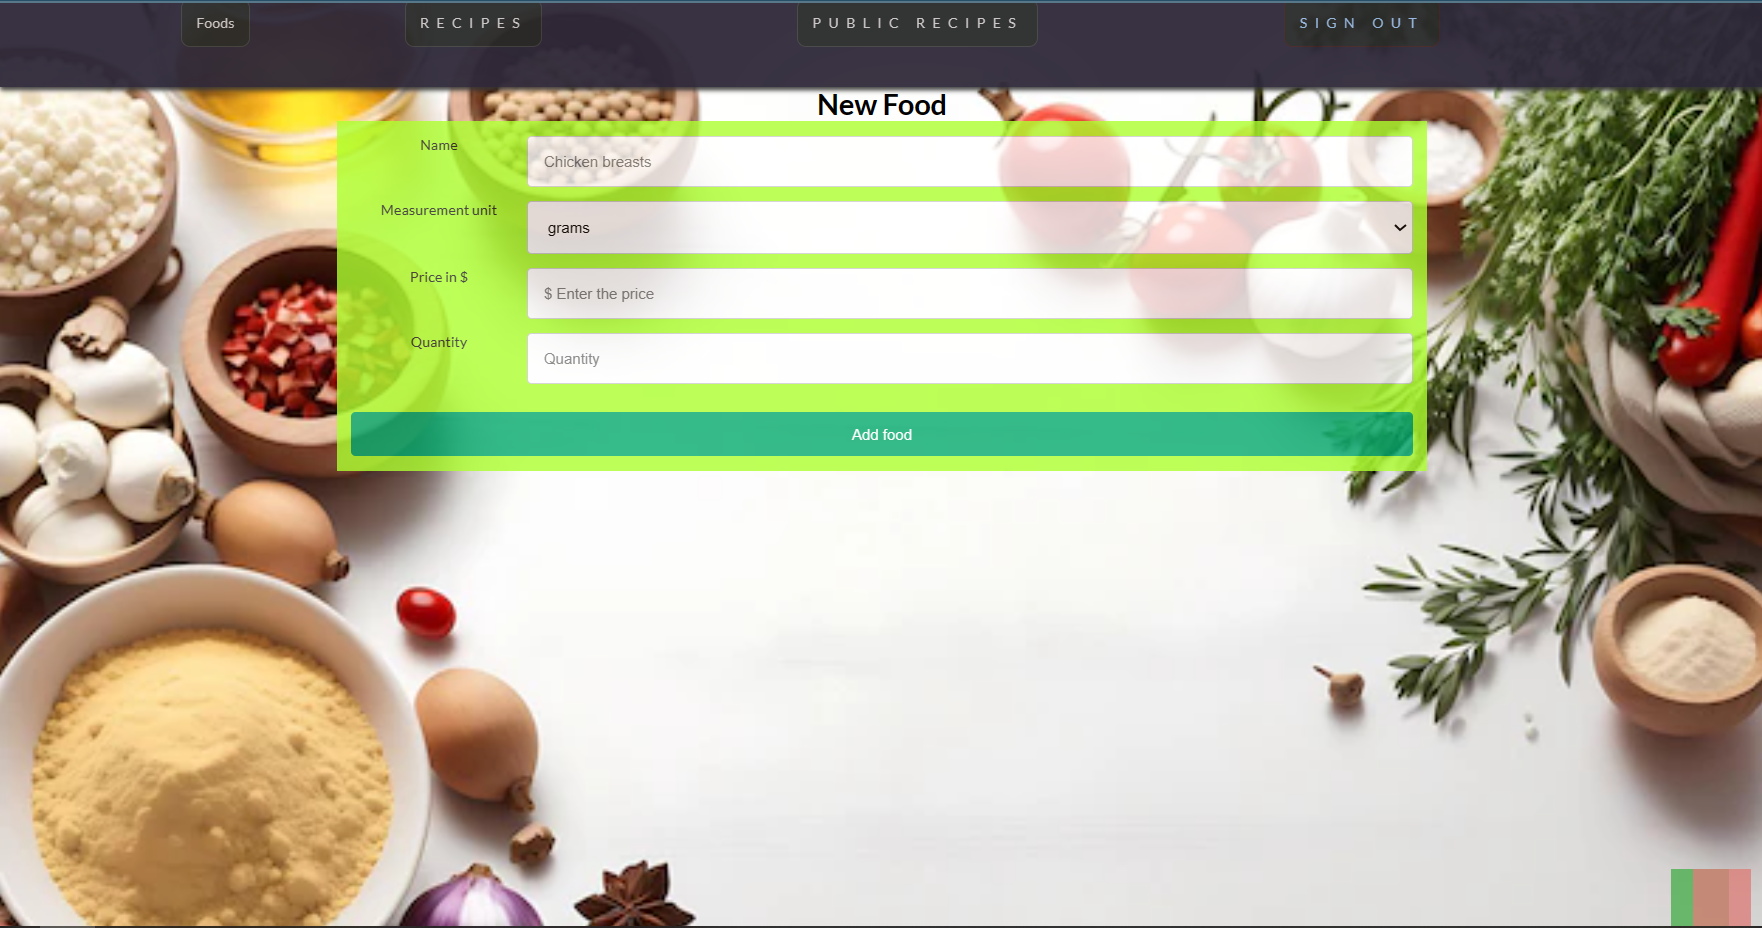 Foods
RECIPES
PUBLIC RECIPES
SIGN OUT
New Food
Name
Chicken breasts
Measurement unit
grams
Price in $
$ Enter the price
Quantity
Quantity
Add food